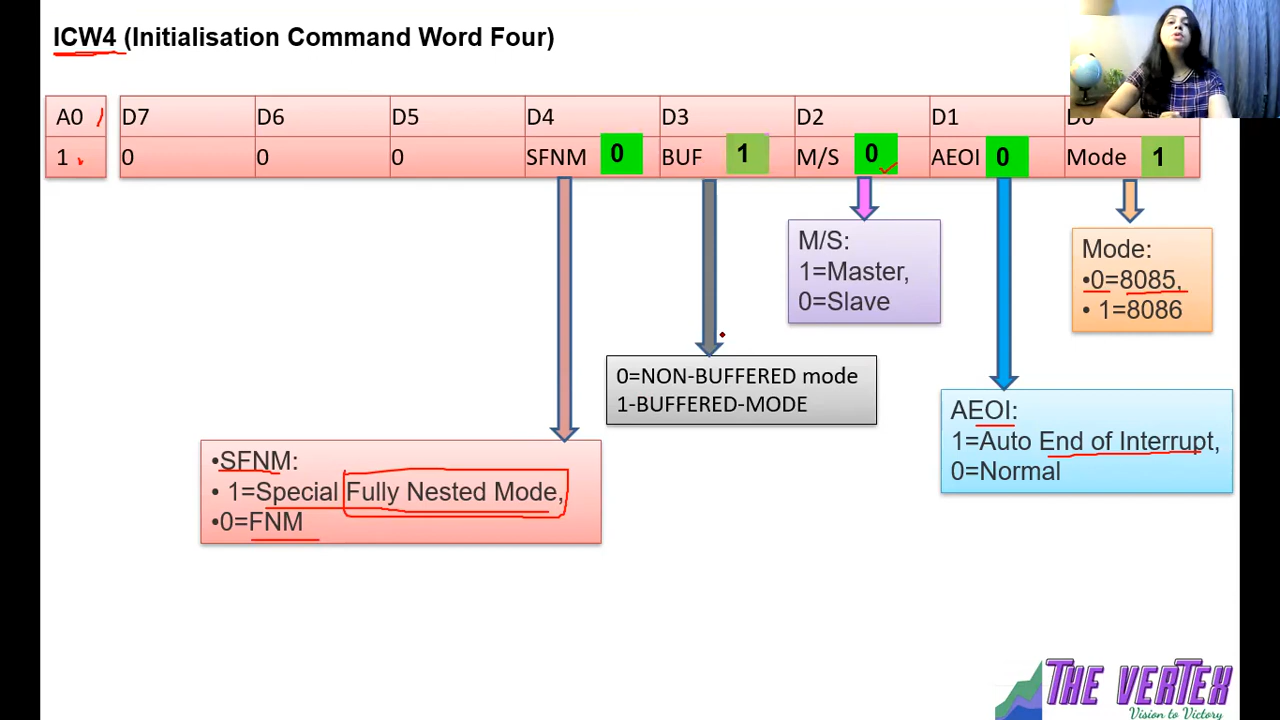 ICW4 (Initialisation Command Word Four)
A0 D7 D6 D5 D4 D3 D2 D1
1 0 0 0 SFNM 0 BUF 1 M/S 0 AEOI 0 Mode 1
M/S:
1=Master,
0=Slave
Mode:
•0=8085,
• 1=8086
0=NON-BUFFERED mode
1-BUFFERED-MODE
AEOI:
1=Auto End of Interrupt,
0=Normal
•SFNM:
• 1=Special Fully Nested Mode,
•0=FNM
THE VERTEX
Vision to Victory